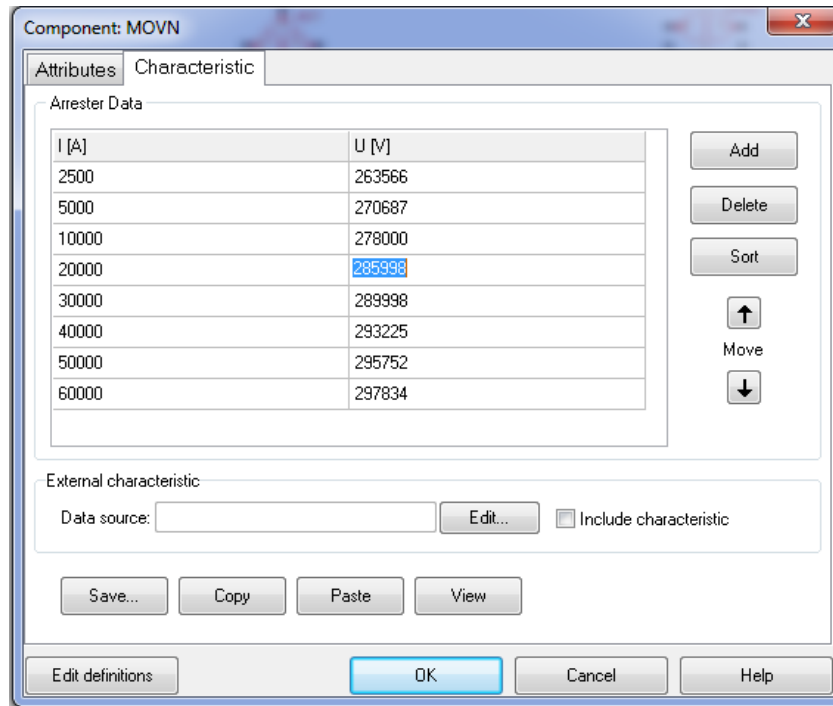 Component: MOVN
Attributes Characteristic
Arrester Data
I [A] U [V]
2500 263566
5000 270687
10000 278000
20000 285998
30000 289998
40000 293225
50000 295752
60000 297834
Add
Delete
Sort
Move
External characteristic
Data source: Edit... Include characteristic
Save... Copy Paste View
Edit definitions OK Cancel Help